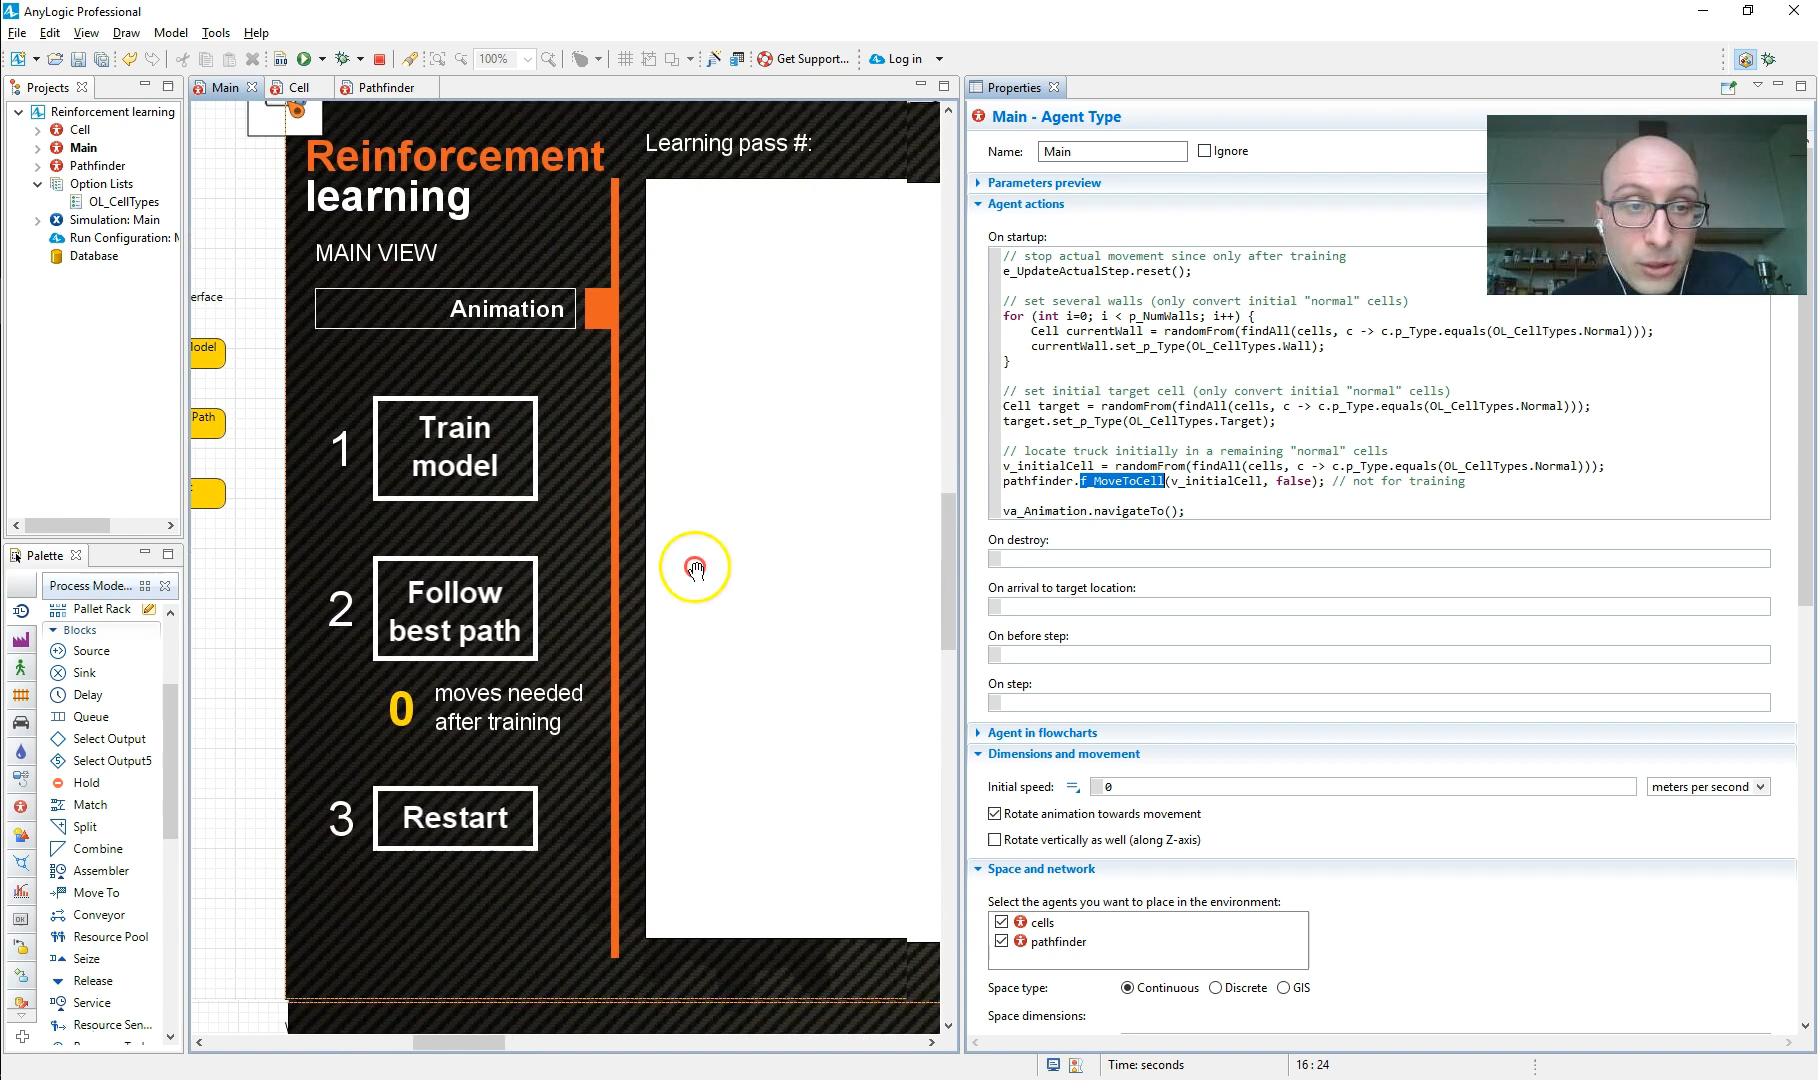 AnyLogic Professional
File Edit View Draw Model Tools Help
100% Get Support... Log in
Projects
Reinforcement learning
Cell
Main
Pathfinder
Option Lists
OL_CellTypes
Simulation: Main
Run Configuration:
Database
Palette
Process Mode...
Pallet Rack
Blocks
Source
Sink
Delay
Queue
Select Output
Select Output5
Hold
Match
Split
Combine
Assembler
Move To
Conveyor
Resource Pool
Seize
Release
Service
Resource Sen...
Main Cell Pathfinder
erface
Model
Path
Reinforcement
learning
MAIN VIEW
Animation
1 Train
model
2 Follow
best path
0 moves needed
after training
3 Restart
Learning pass #:
Properties
Main - Agent Type
Name: Main Ignore
Parameters preview
Agent actions
On startup:
// stop actual movement since only after training
e_UpdateActualStep.reset();
// set several walls (only convert initial "normal" cells)
for (int i=0; i < p_NumWalls; i++) {
Cell currentWall = randomFrom(findAll(cells, c -> c.p_Type.equals(OL_CellTypes.Normal)));
currentWall.set_p_Type(OL_CellTypes.Wall);
}
// set initial target cell (only convert initial "normal" cells)
Cell target = randomFrom(findAll(cells, c -> c.p_Type.equals(OL_CellTypes.Normal)));
target.set_p_Type(OL_CellTypes.Target);
// locate truck initially in a remaining "normal" cells
v_initialCell = randomFrom(findAll(cells, c -> c.p_Type.equals(OL_CellTypes.Normal)));
pathfinder.f_MoveToCell(v_initialCell, false); // not for training
va_Animation.navigateTo();
On destroy:
On arrival to target location:
On before step:
On step:
Agent in flowcharts
Dimensions and movement
Initial speed: 0 meters per second
Rotate animation towards movement
Rotate vertically as well (along Z-axis)
Space and network
Select the agents you want to place in the environment:
cells
pathfinder
Space type: Continuous Discrete GIS
Space dimensions:
Time: seconds 16:24